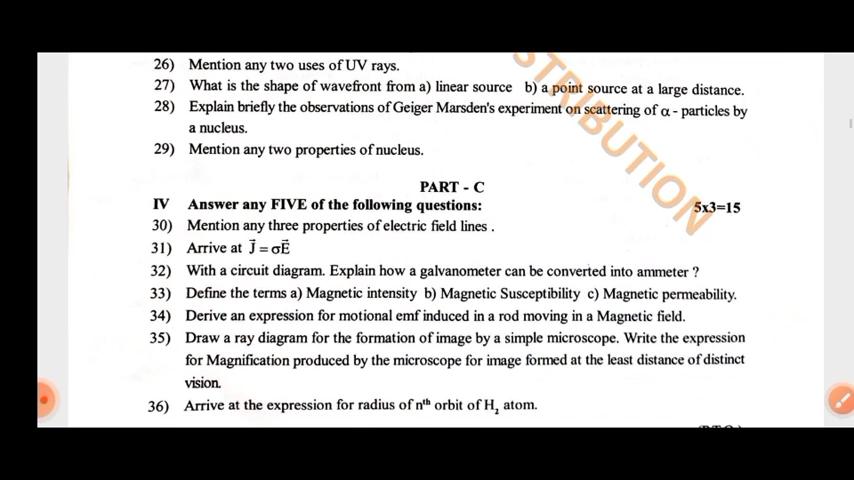 26) Mention any two uses of UV rays.
27) What is the shape of wavefront from a) linear source b) a point source at a large distance.
28) Explain briefly the observations of Geiger Marsden's experiment on scattering of α - particles by
a nucleus.
29) Mention any two properties of nucleus.
STRIBUTION
PART - C
IV Answer any FIVE of the following questions: 5x3=15
30) Mention any three properties of electric field lines .
31) Arrive at J⃗ = σE⃗
32) With a circuit diagram. Explain how a galvanometer can be converted into ammeter ?
33) Define the terms a) Magnetic intensity b) Magnetic Susceptibility c) Magnetic permeability.
34) Derive an expression for motional emf induced in a rod moving in a Magnetic field.
35) Draw a ray diagram for the formation of image by a simple microscope. Write the expression
for Magnification produced by the microscope for image formed at the least distance of distinct
vision.
36) Arrive at the expression for radius of nᵗʰ orbit of H₂ atom.